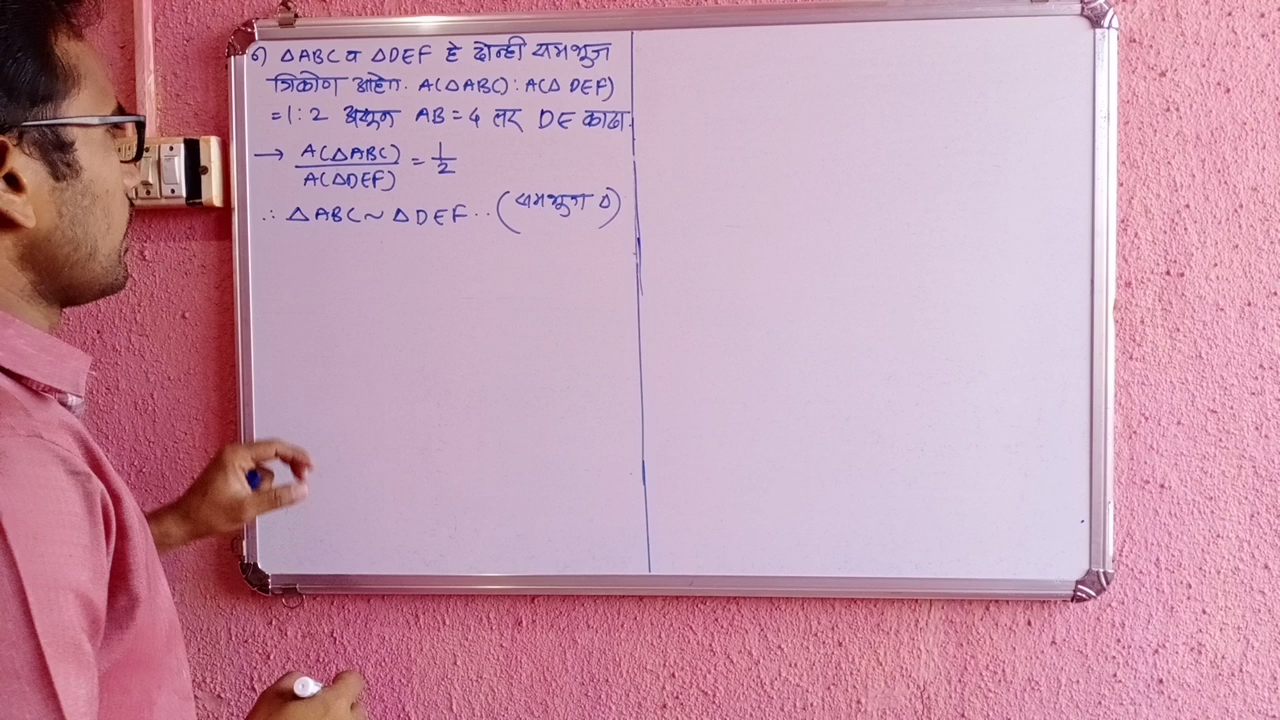 ७) △ABC व △DEF हे दोन्ही समभुज
त्रिकोण आहेत. A(△ABC) : A(△DEF)
= 1 : 2 असून AB = 4 तर DE काढा.
→ A(△ABC) / A(△DEF) = 1/2
∴ △ABC ~ △DEF .. (समभुज △)